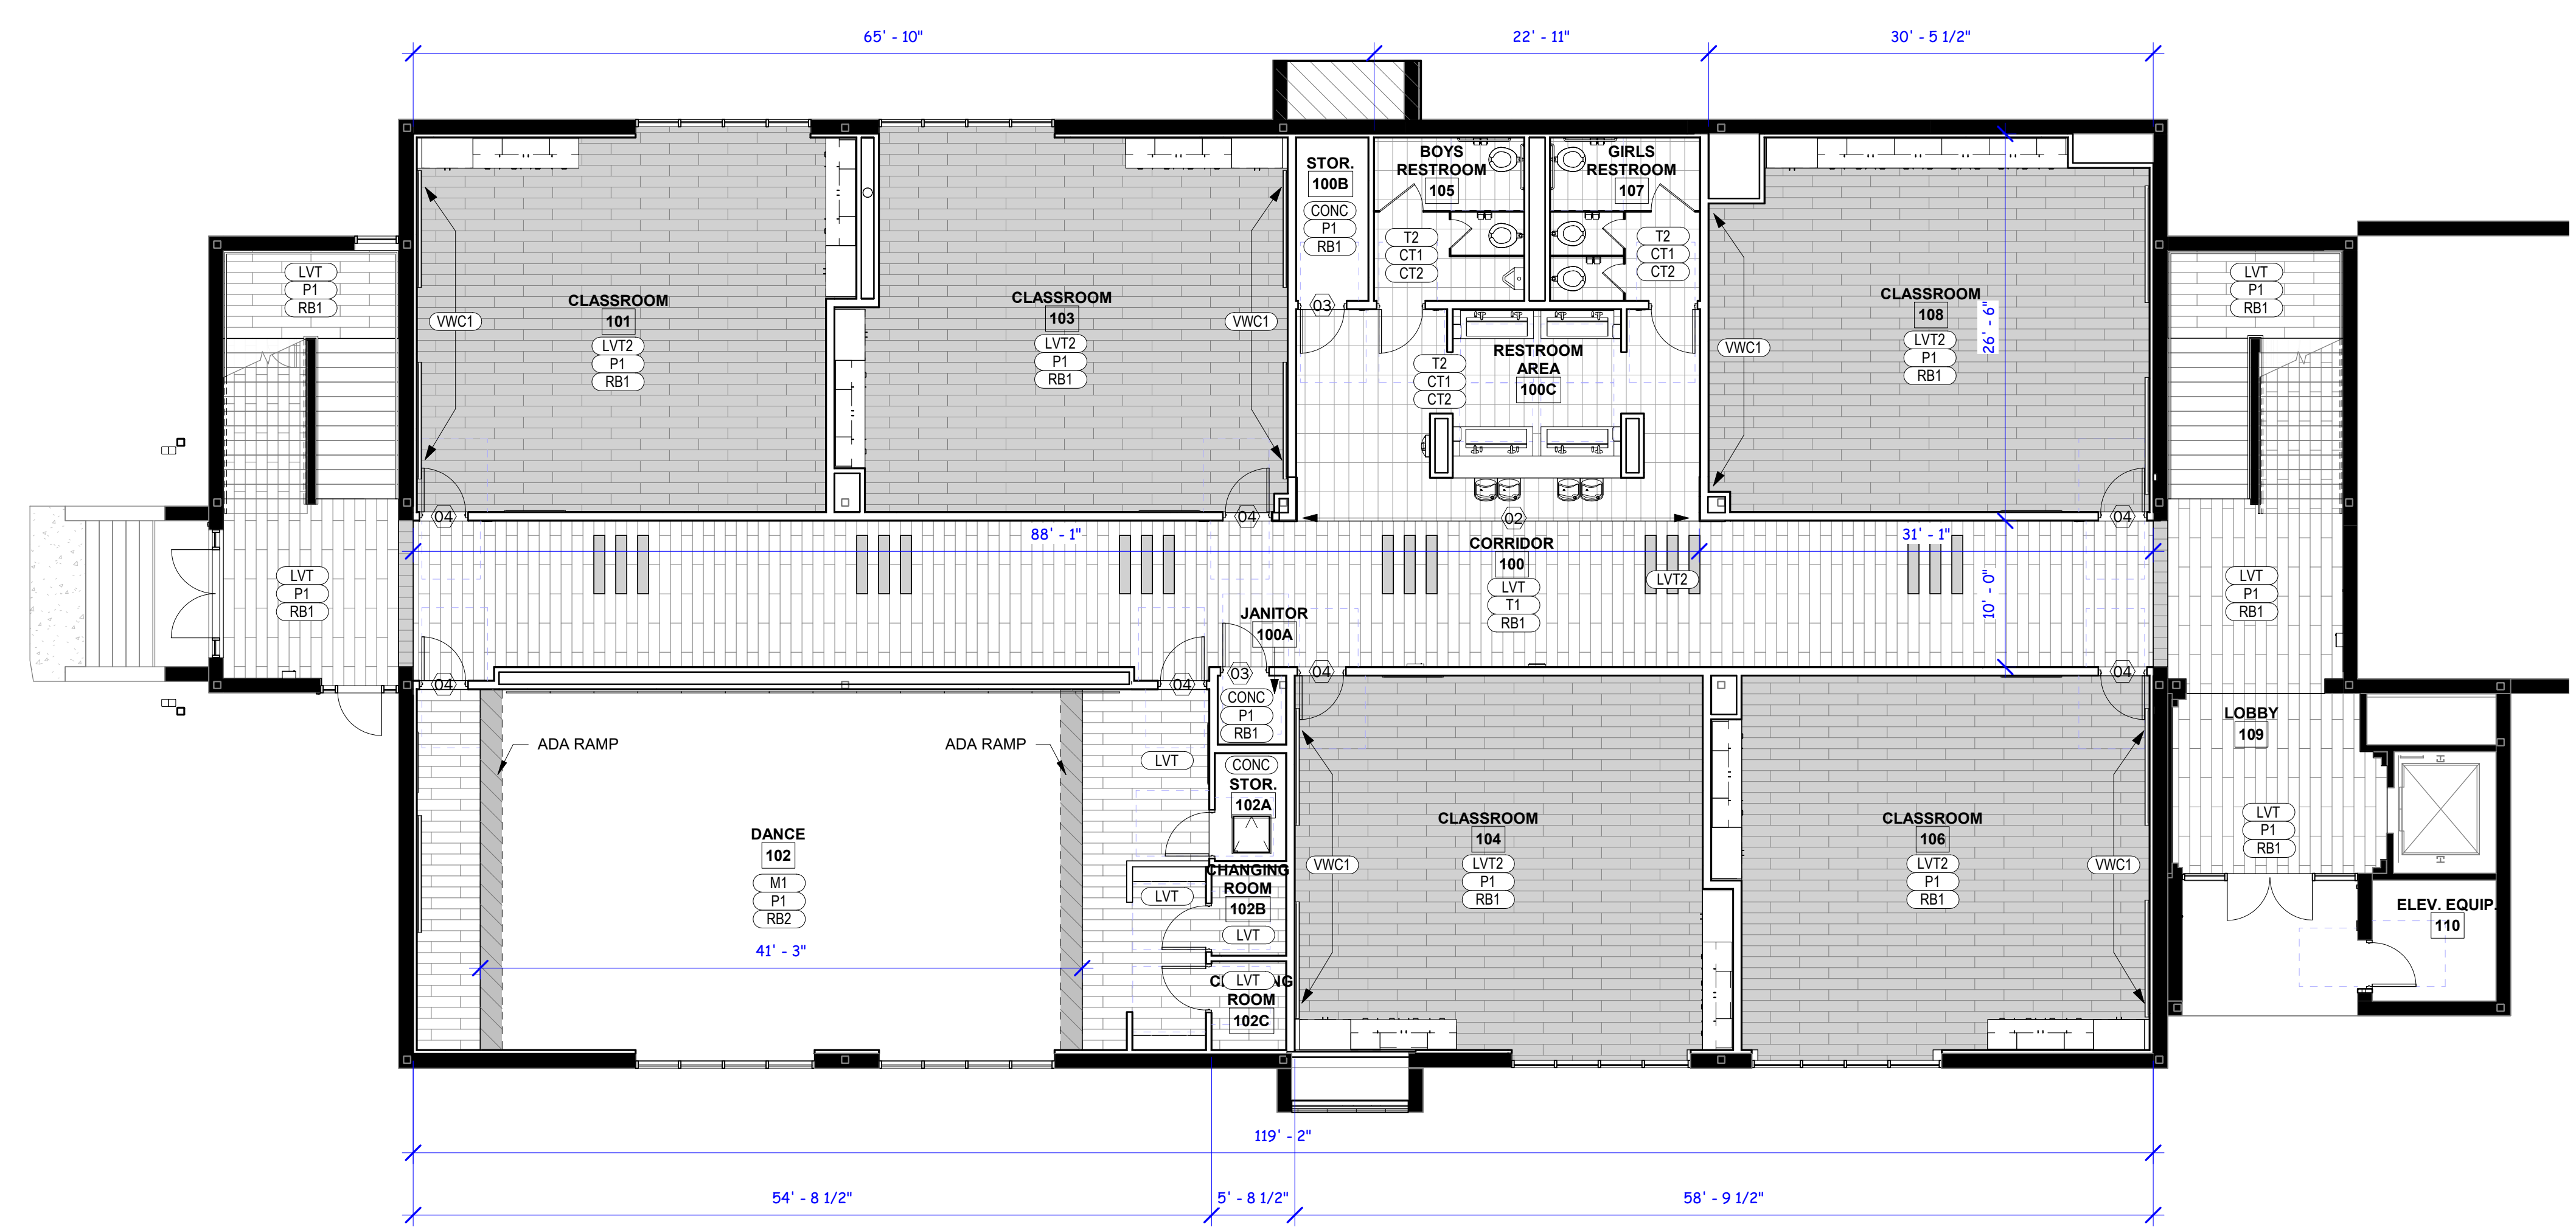 65' - 10"
22' - 11"
30' - 5 1/2"
STOR.
100B
CONC
P1
RB1
BOYS
RESTROOM
105
GIRLS
RESTROOM
107
T2
CT1
CT2
T2
CT1
CT2
LVT
P1
RB1
CLASSROOM
101
LVT2
P1
RB1
VWC1
CLASSROOM
103
LVT2
P1
RB1
VWC1
03
RESTROOM
AREA
100C
T2
CT1
CT2
CLASSROOM
108
LVT2
P1
RB1
VWC1
26' - 6"
LVT
P1
RB1
04
04
02
04
88' - 1"
31' - 1"
CORRIDOR
100
LVT
T1
RB1
LVT2
10' - 0"
LVT
P1
RB1
LVT
P1
RB1
JANITOR
100A
04
04
03
04
04
CONC
P1
RB1
ADA RAMP
ADA RAMP
LVT
CONC
STOR.
102A
LOBBY
109
LVT
P1
RB1
DANCE
102
M1
P1
RB2
41' - 3"
CHANGING
ROOM
102B
LVT
LVT
LVT
ROOM
102C
CLASSROOM
104
LVT2
P1
RB1
VWC1
CLASSROOM
106
LVT2
P1
RB1
VWC1
ELEV. EQUIP.
110
119' - 2"
54' - 8 1/2"
5' - 8 1/2"
58' - 9 1/2"